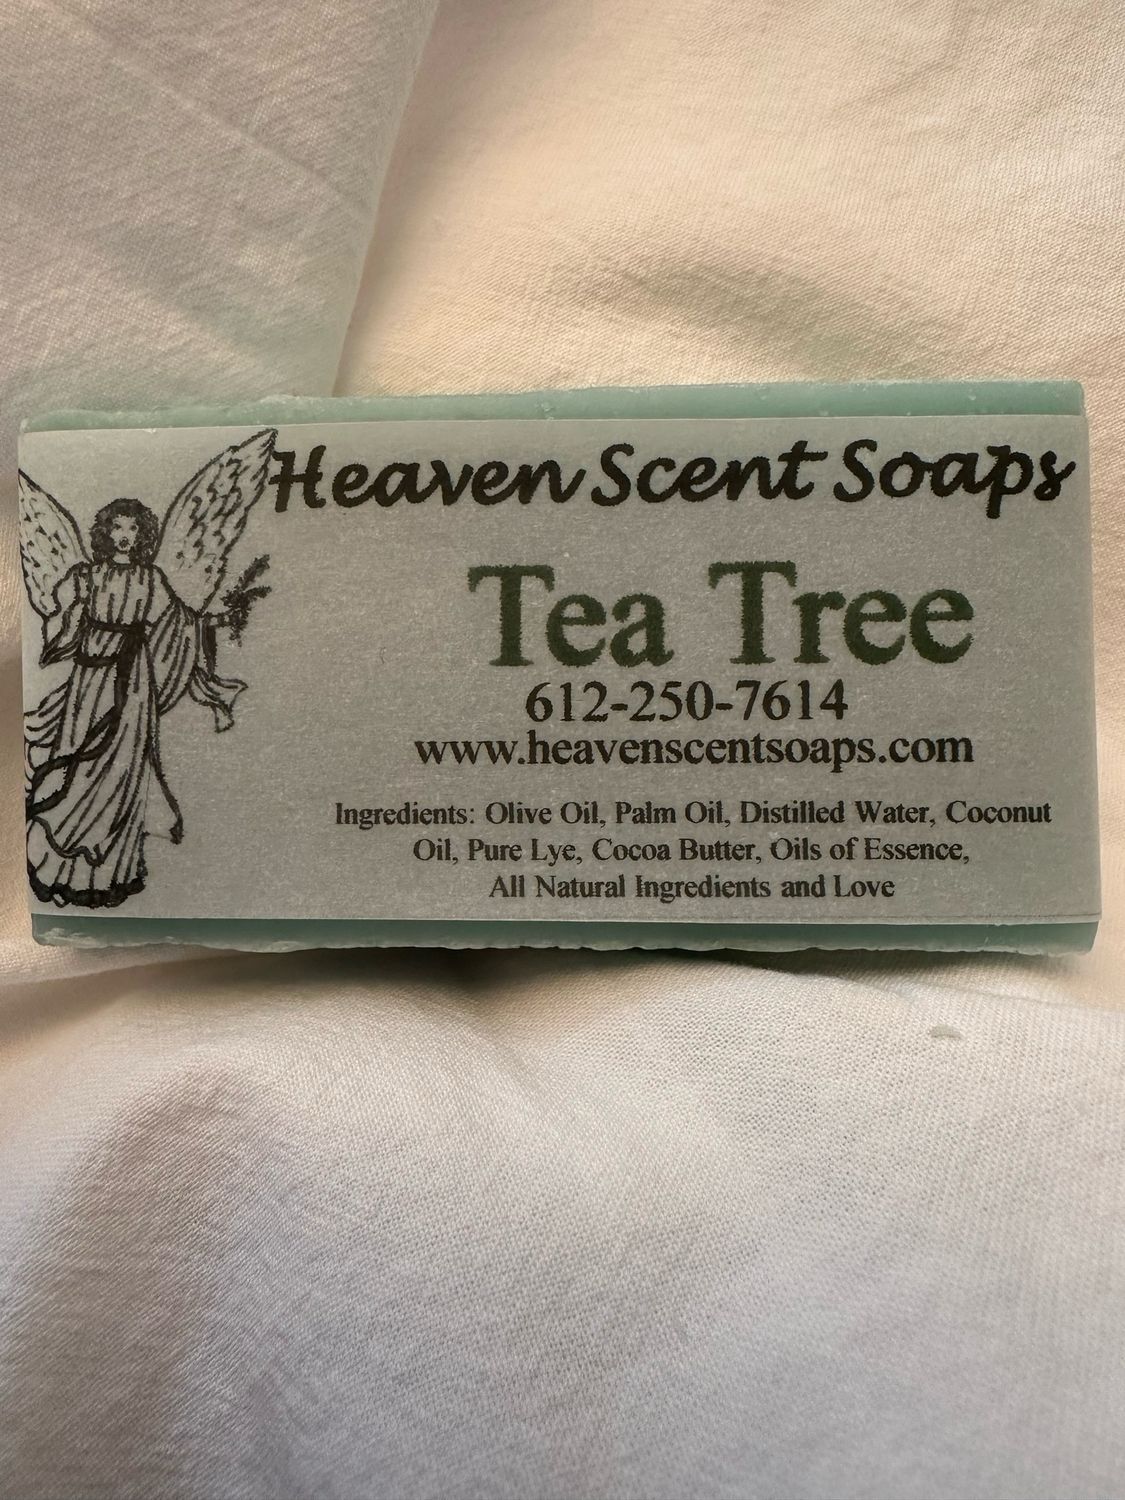 Heaven Scent Soaps
Tea Tree
612-250-7614
www.heavenscentsoaps.com
Ingredients: Olive Oil, Palm Oil, Distilled Water, Coconut
Oil, Pure Lye, Cocoa Butter, Oils of Essence,
All Natural Ingredients and Love